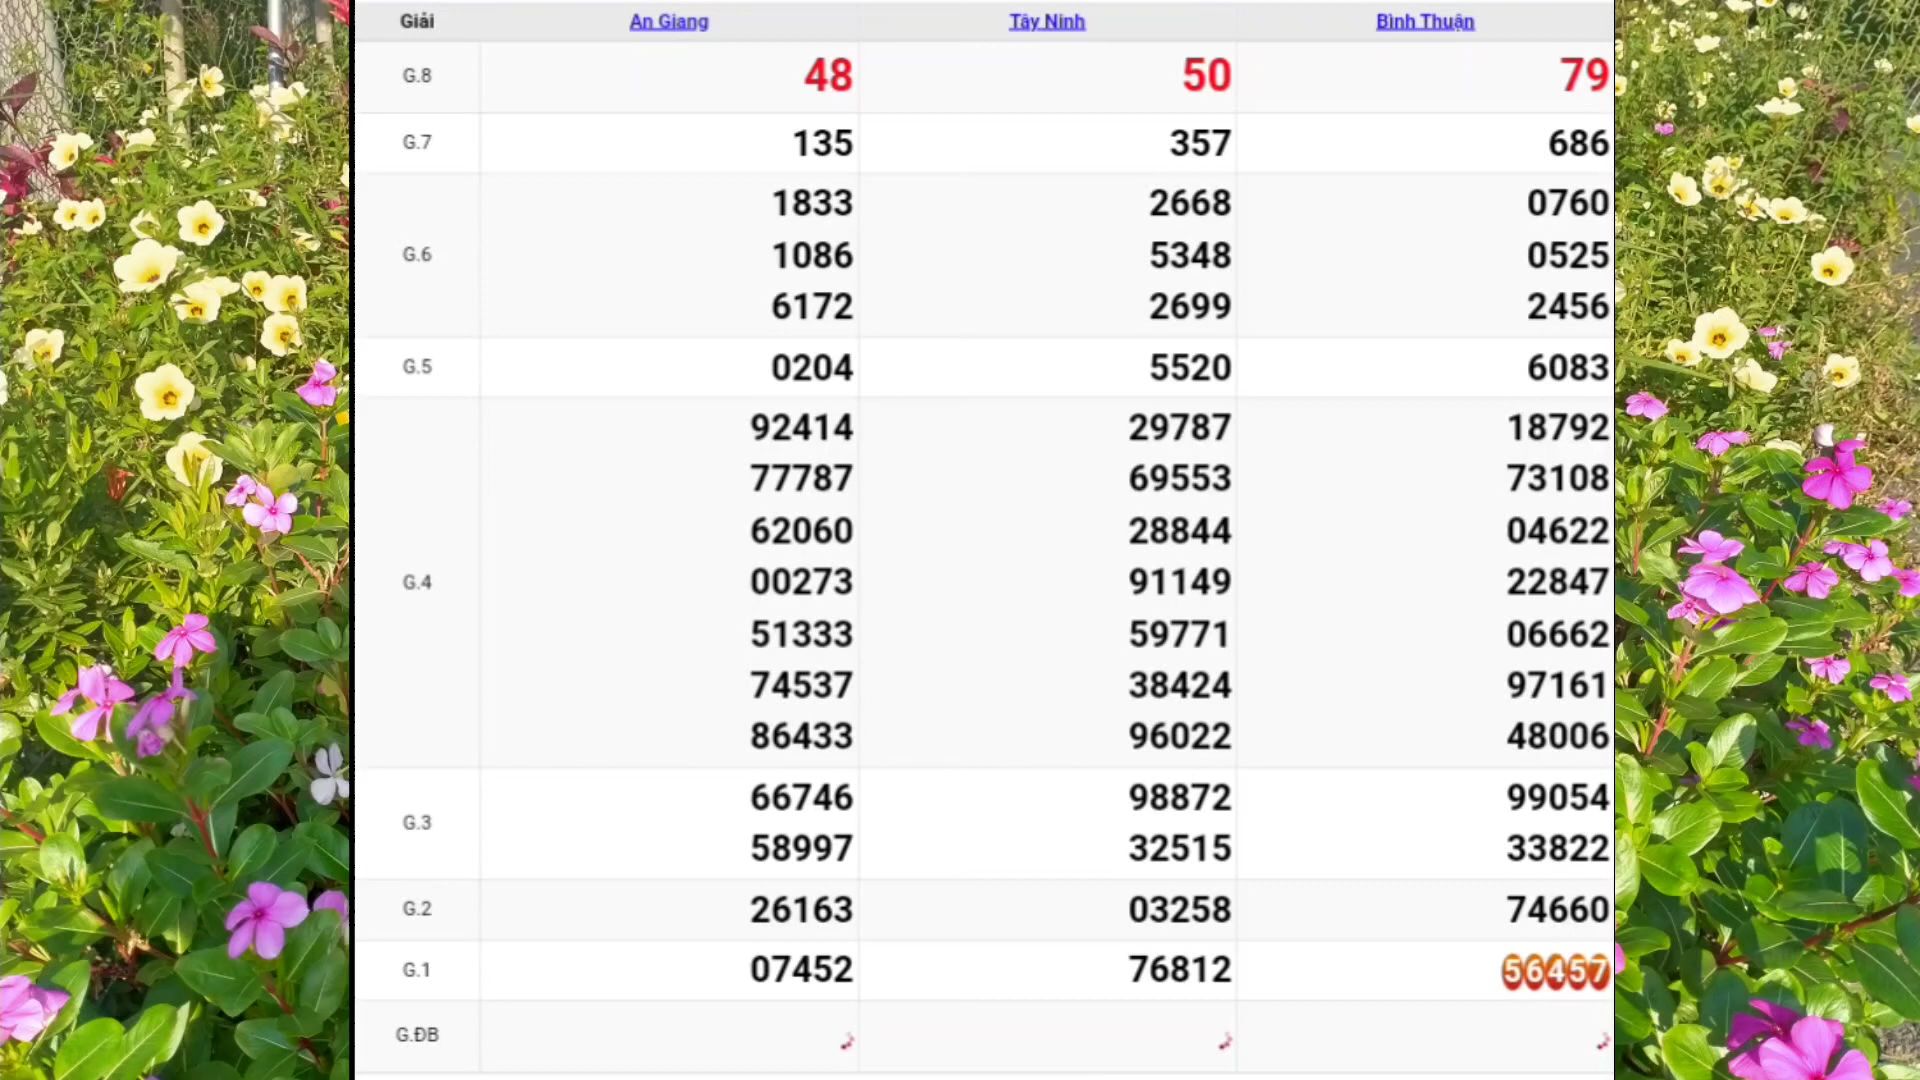 Giải An Giang Tây Ninh Bình Thuận
G.8 48 50 79
G.7 135 357 686
1833 2668 0760
G.6 1086 5348 0525
6172 2699 2456
G.5 0204 5520 6083
92414 29787 18792
77787 69553 73108
62060 28844 04622
G.4 00273 91149 22847
51333 59771 06662
74537 38424 97161
86433 96022 48006
G.3
66746 98872 99054
58997 32515 33822
G.2 26163 03258 74660
G.1 07452 76812 56457
G.ĐB